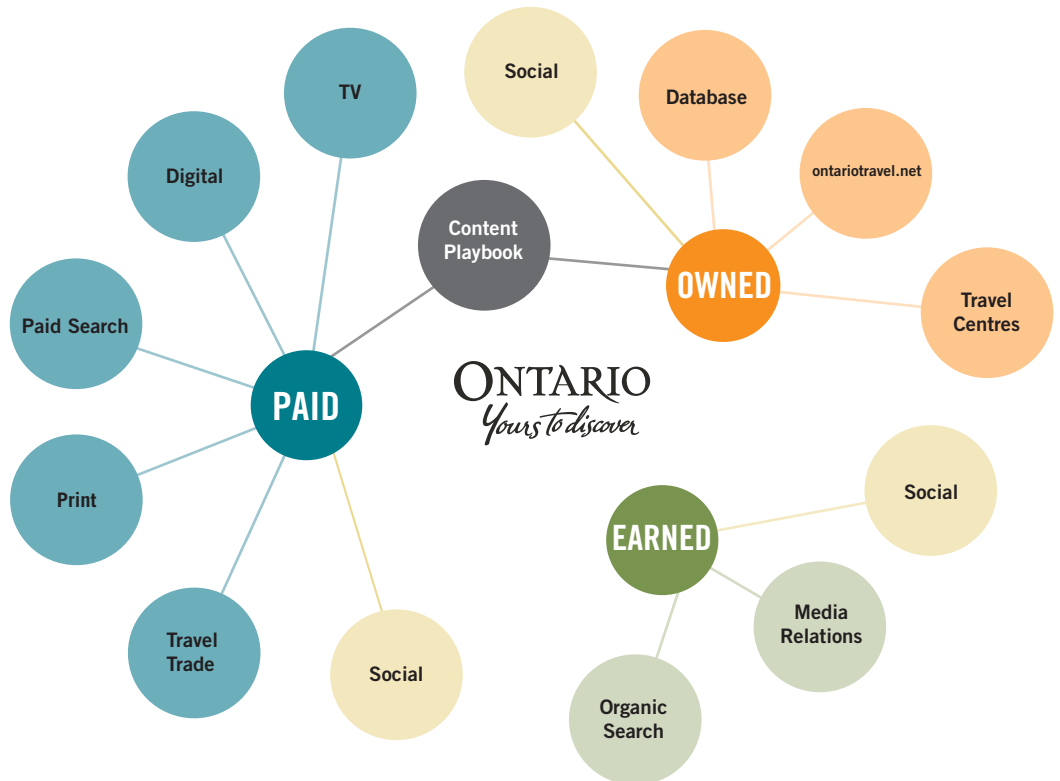 TV
Digital
Paid Search
Print
Travel
Trade
Social
PAID
Content
Playbook
Social
Database
ontariotravel.net
Travel
Centres
OWNED
ONTARIO
Yours to discover
EARNED
Social
Media
Relations
Organic
Search